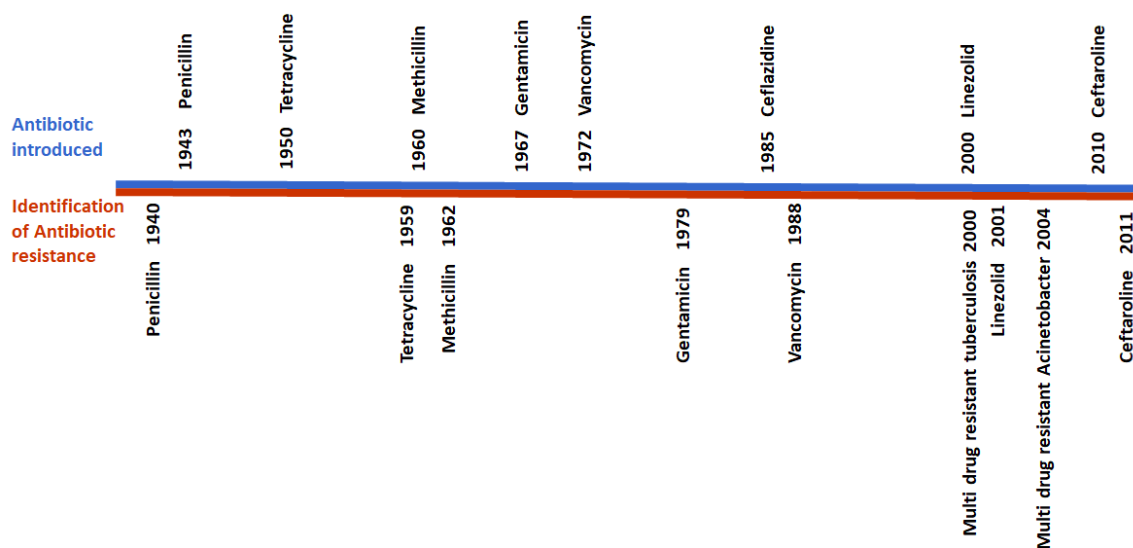 Penicillin 1943
Tetracycline 1950
Methicillin 1960
Gentamicin 1967
Vancomycin 1972
Ceflazidine 1985
Linezolid 2000
Ceftaroline 2010
Antibiotic
introduced
Identification
of Antibiotic
resistance
Penicillin 1940
Tetracycline 1959
Methicillin 1962
Gentamicin 1979
Vancomycin 1988
Multi drug resistant tuberculosis 2000
Linezolid 2001
Multi drug resistant Acinetobacter 2004
Ceftaroline 2011